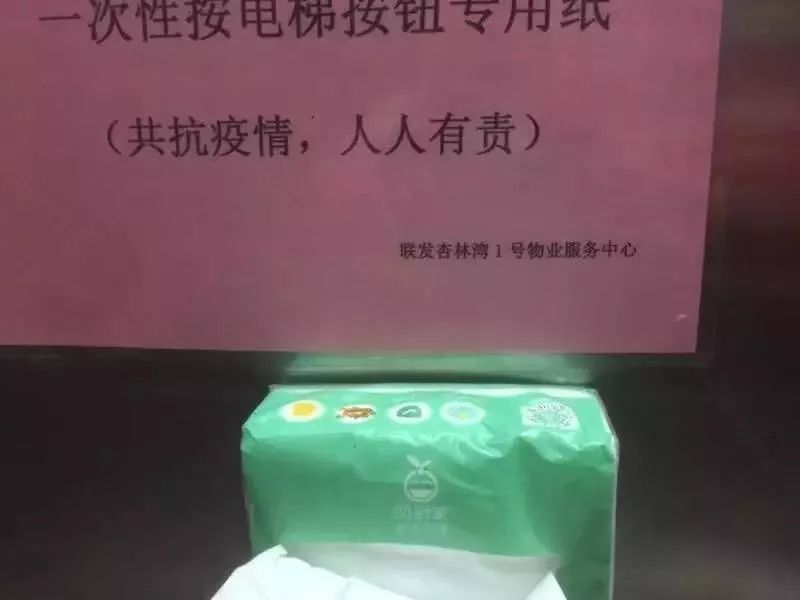 一次性按电梯按钮专用纸
（共抗疫情，人人有责）
联发杏林湾1号物业服务中心